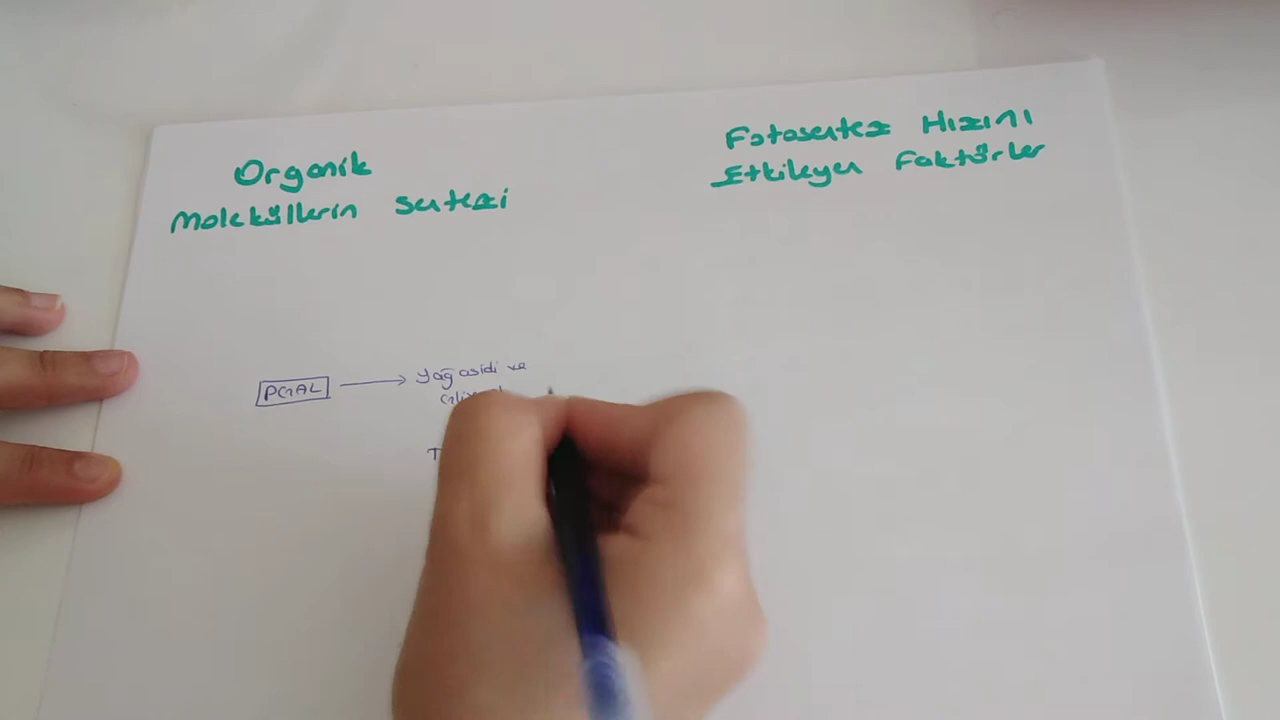 Organik
Moleküllerin Sentezi
Fotosentez Hızını
Etkileyen Faktörler
PGAL → Yağ asidi ve